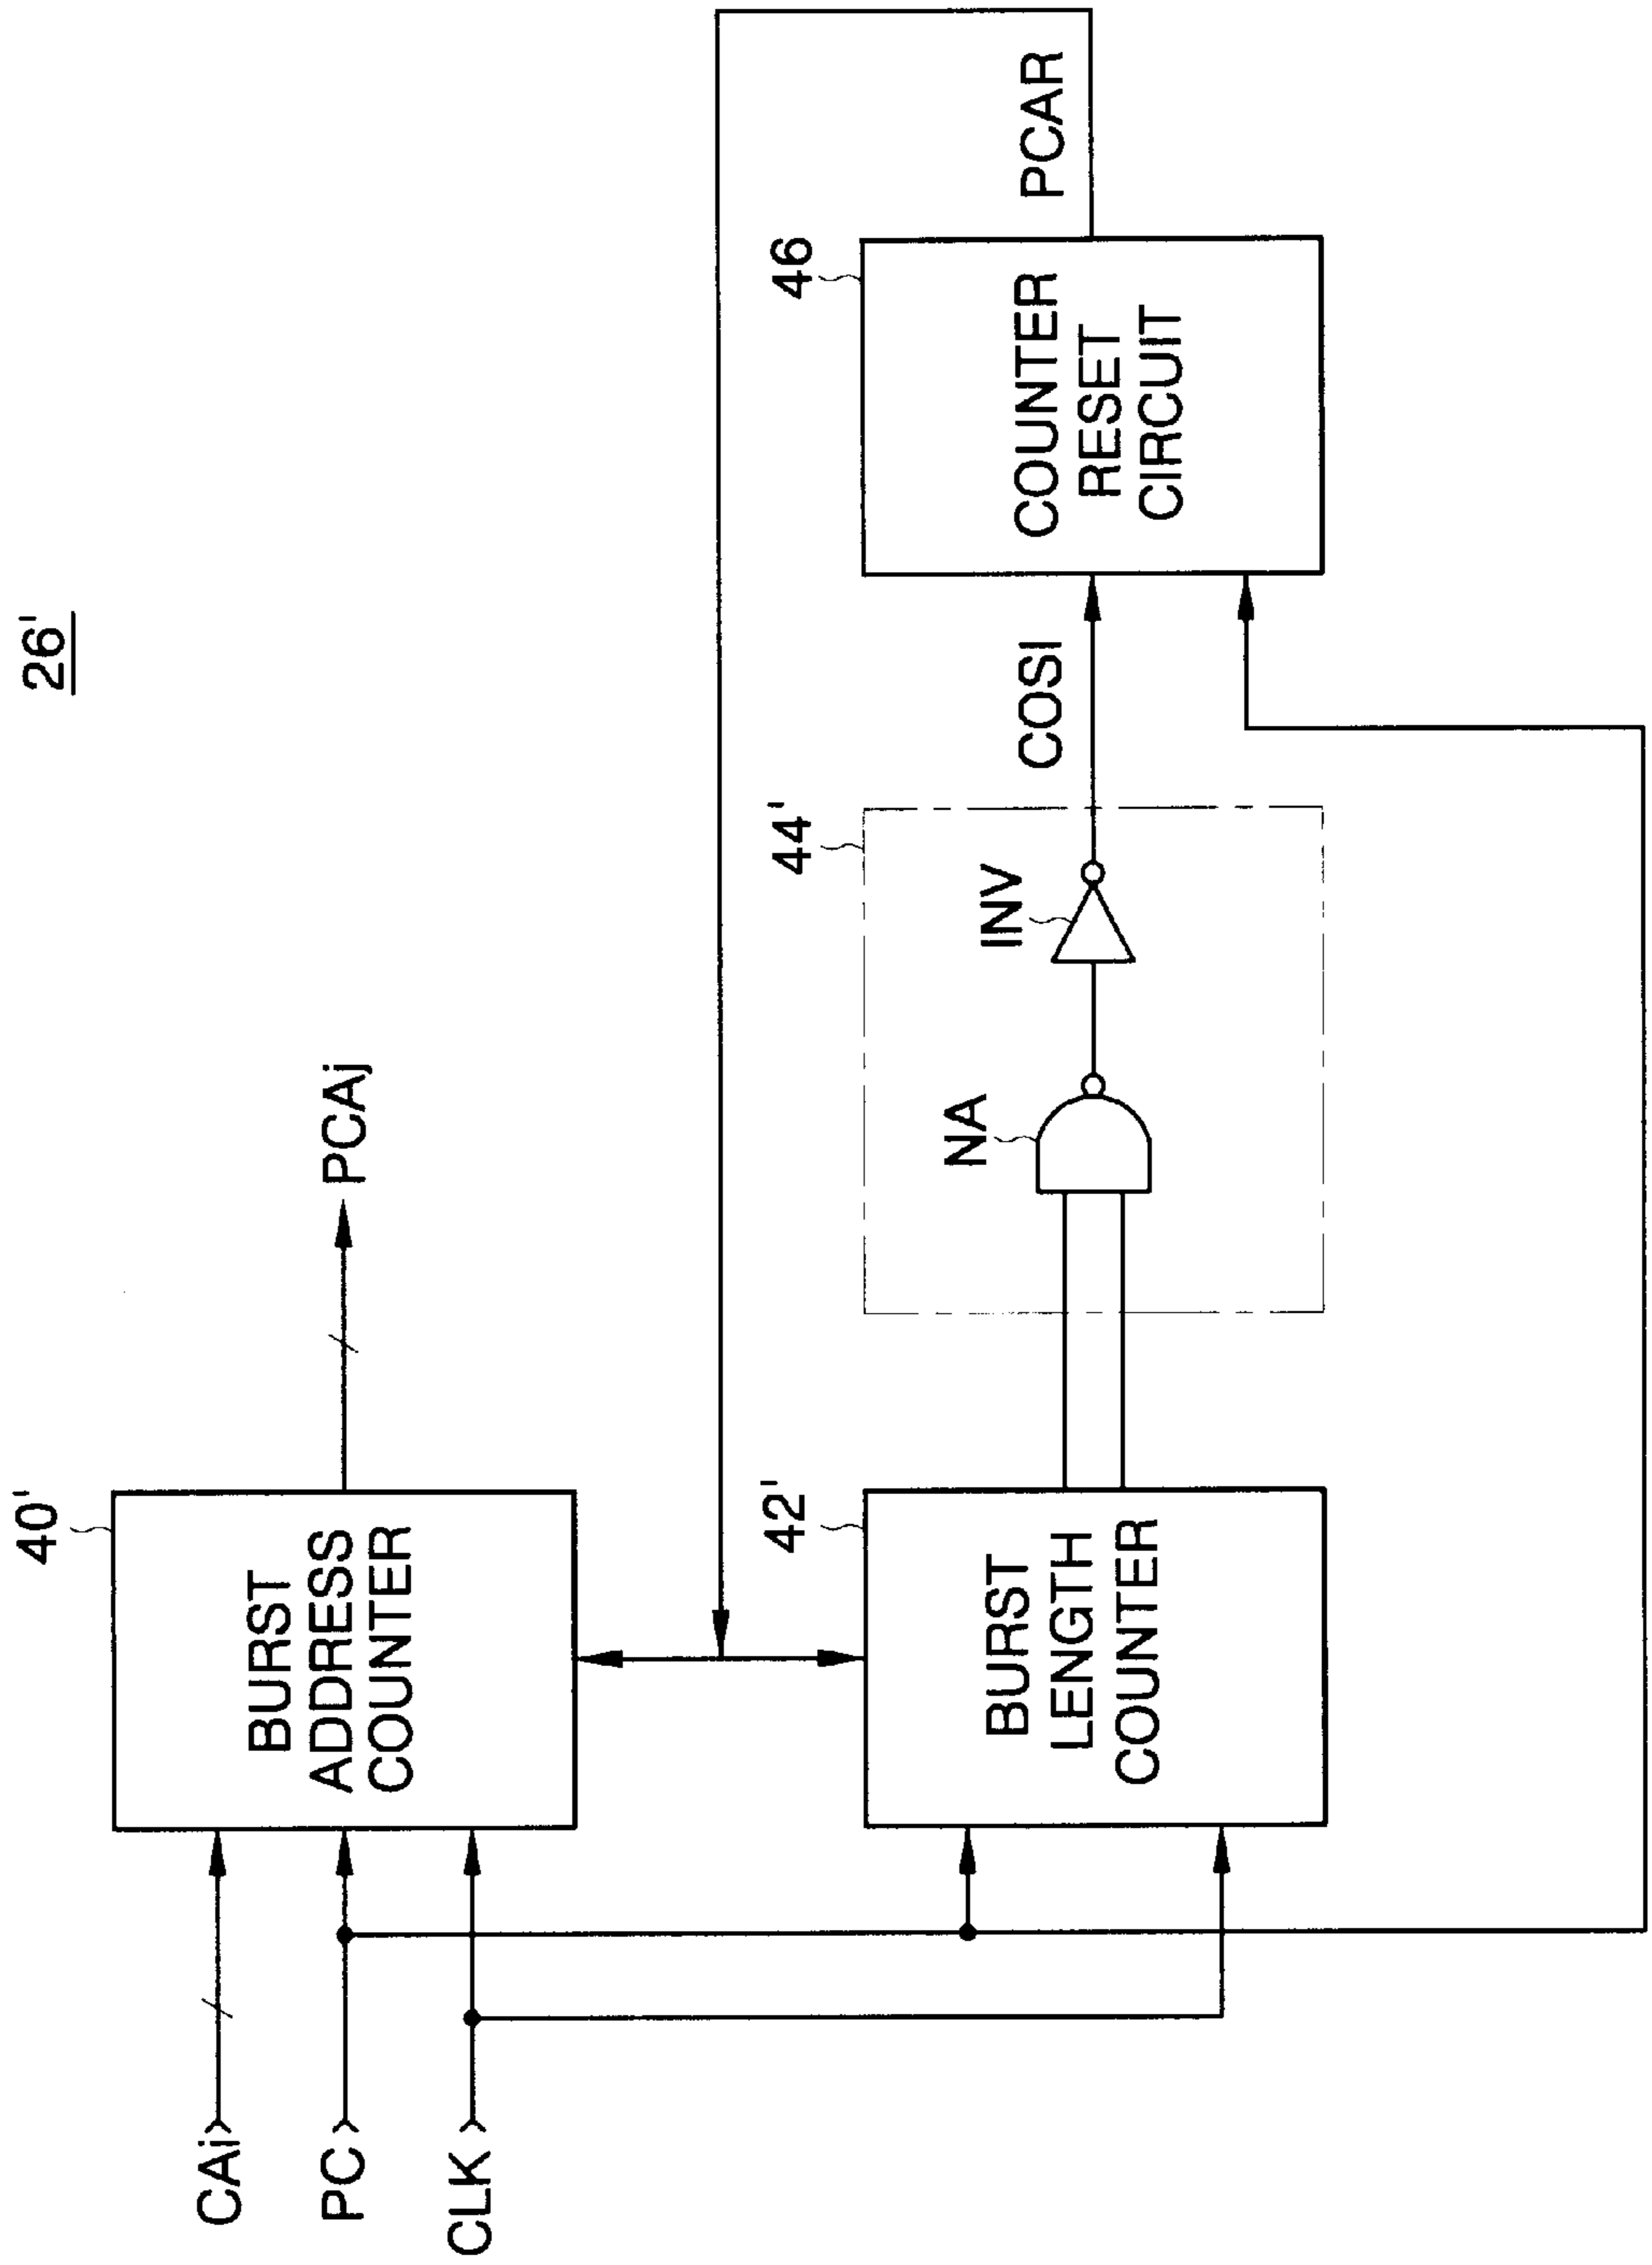 26'
40'
CAi
PC
CLK
BURST
ADDRESS
COUNTER
PCAj
42'
BURST
LENGTH
COUNTER
44'
NA
INV
COSI
46
COUNTER
RESET
CIRCUIT
PCAR